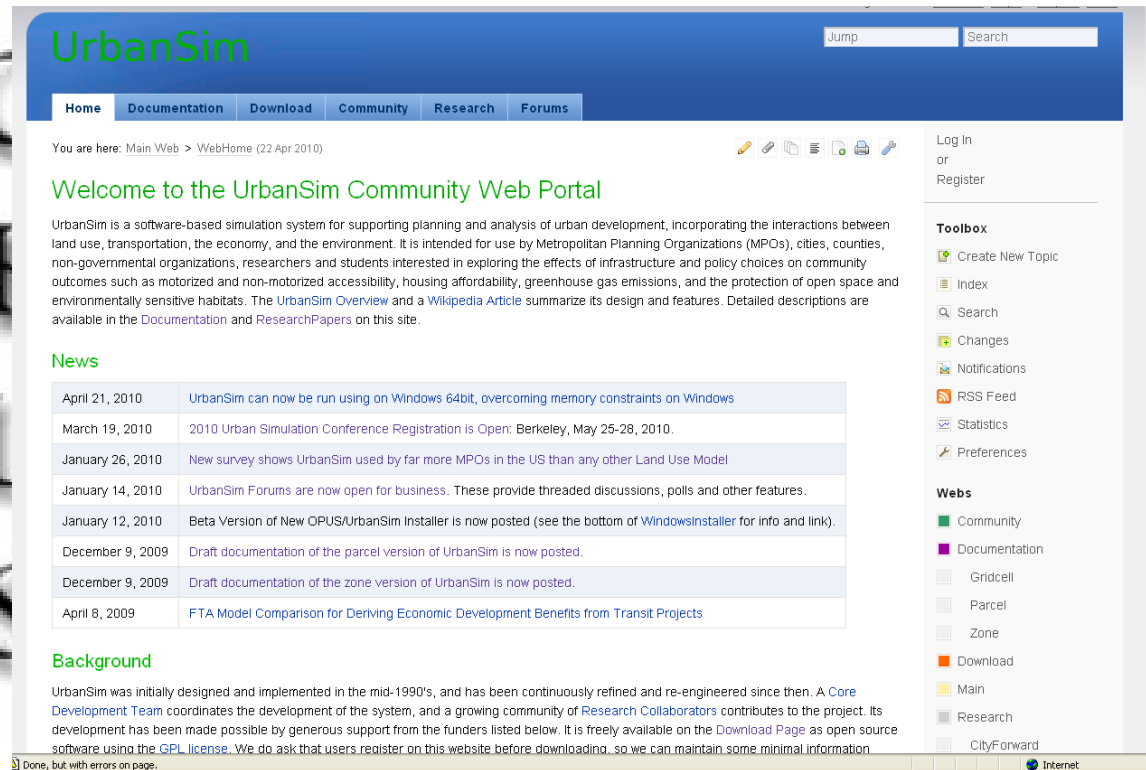 UrbanSim
Jump
Search
Home Documentation Download Community Research Forums
You are here: Main Web > WebHome (22 Apr 2010)
Welcome to the UrbanSim Community Web Portal
UrbanSim is a software-based simulation system for supporting planning and analysis of urban development, incorporating the interactions between
land use, transportation, the economy, and the environment. It is intended for use by Metropolitan Planning Organizations (MPOs), cities, counties,
non-governmental organizations, researchers and students interested in exploring the effects of infrastructure and policy choices on community
outcomes such as motorized and non-motorized accessibility, housing affordability, greenhouse gas emissions, and the protection of open space and
environmentally sensitive habitats. The UrbanSim Overview and a Wikipedia Article summarize its design and features. Detailed descriptions are
available in the Documentation and ResearchPapers on this site.
News
April 21, 2010 UrbanSim can now be run using on Windows 64bit, overcoming memory constraints on Windows
March 19, 2010 2010 Urban Simulation Conference Registration is Open: Berkeley, May 25-28, 2010.
January 26, 2010 New survey shows UrbanSim used by far more MPOs in the US than any other Land Use Model
January 14, 2010 UrbanSim Forums are now open for business. These provide threaded discussions, polls and other features.
January 12, 2010 Beta Version of New OPUS/UrbanSim Installer is now posted (see the bottom of WindowsInstaller for info and link).
December 9, 2009 Draft documentation of the parcel version of UrbanSim is now posted.
December 9, 2009 Draft documentation of the zone version of UrbanSim is now posted.
April 8, 2009 FTA Model Comparison for Deriving Economic Development Benefits from Transit Projects
Background
UrbanSim was initially designed and implemented in the mid-1990's, and has been continuously refined and re-engineered since then. A Core
Development Team coordinates the development of the system, and a growing community of Research Collaborators contributes to the project. Its
development has been made possible by generous support from the funders listed below. It is freely available on the Download Page as open source
software using the GPL license. We do ask that users register on this website before downloading, so we can maintain some minimal information
Log In
or
Register
Toolbox
Create New Topic
Index
Search
Changes
Notifications
RSS Feed
Statistics
Preferences
Webs
Community
Documentation
Gridcell
Parcel
Zone
Download
Main
Research
CityForward
Done, but with errors on page.
Internet